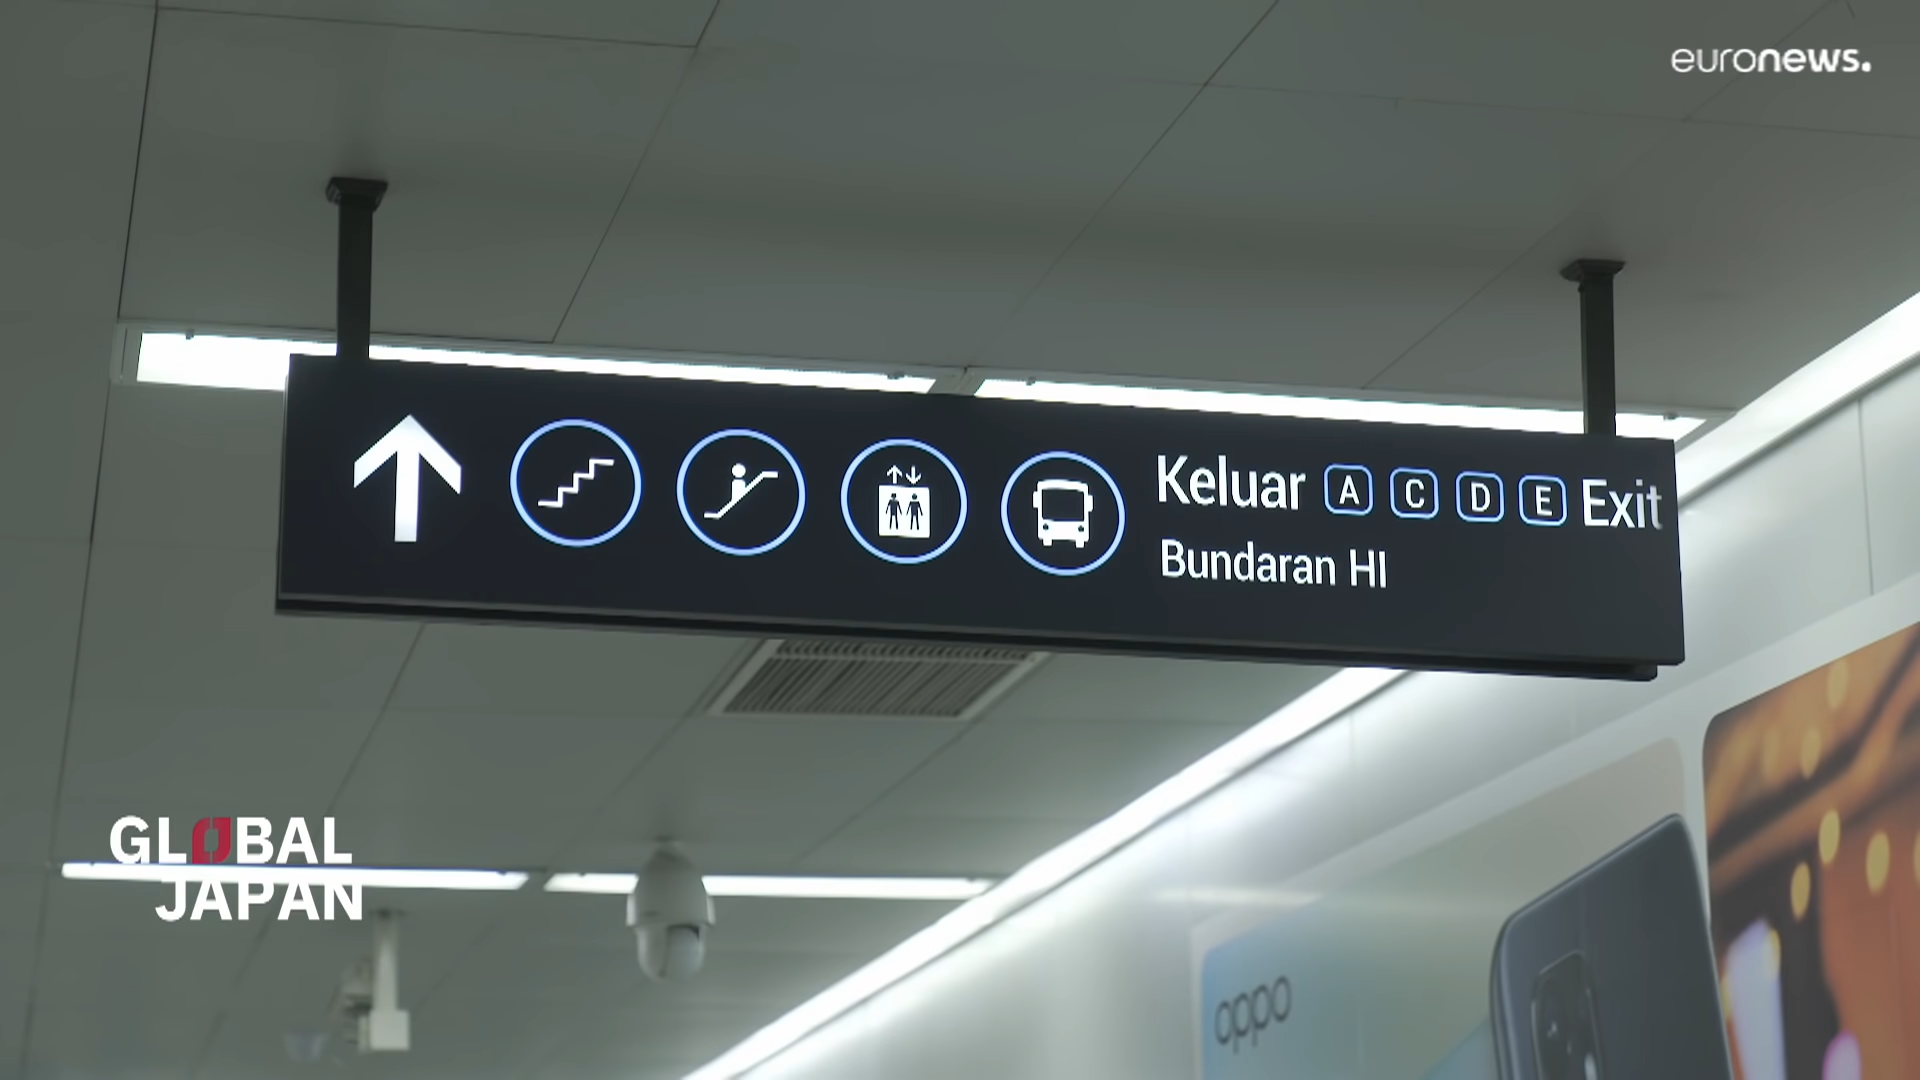 euronews.
Keluar A C D E Exit
Bundaran HI
GLOBAL
JAPAN
oppo